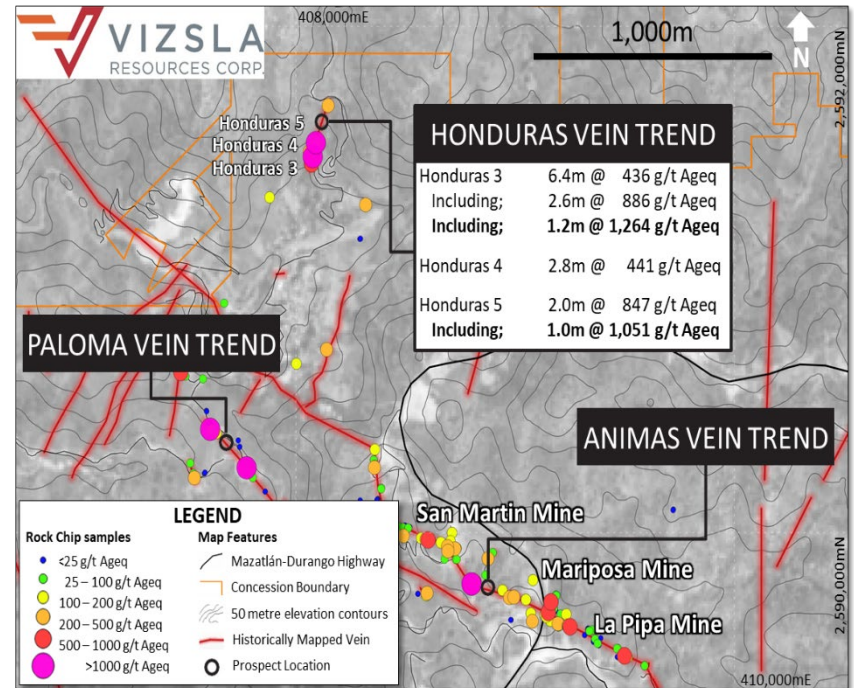 VIZSLA
RESOURCES CORP.
408,000mE
1,000m
N
2,592,000mN
Honduras 5
Honduras 4
Honduras 3
HONDURAS VEIN TREND
Honduras 3 6.4m @ 436 g/t Ageq
Including; 2.6m @ 886 g/t Ageq
Including; 1.2m @ 1,264 g/t Ageq
Honduras 4 2.8m @ 441 g/t Ageq
Honduras 5 2.0m @ 847 g/t Ageq
Including; 1.0m @ 1,051 g/t Ageq
PALOMA VEIN TREND
ANIMAS VEIN TREND
San Martin Mine
Mariposa Mine
La Pipa Mine
2,590,000mN
410,000mE
LEGEND
Rock Chip samples
<25 g/t Ageq
25 – 100 g/t Ageq
100 – 200 g/t Ageq
200 – 500 g/t Ageq
500 – 1000 g/t Ageq
>1000 g/t Ageq
Map Features
Mazatlán-Durango Highway
Concession Boundary
50 metre elevation contours
Historically Mapped Vein
Prospect Location